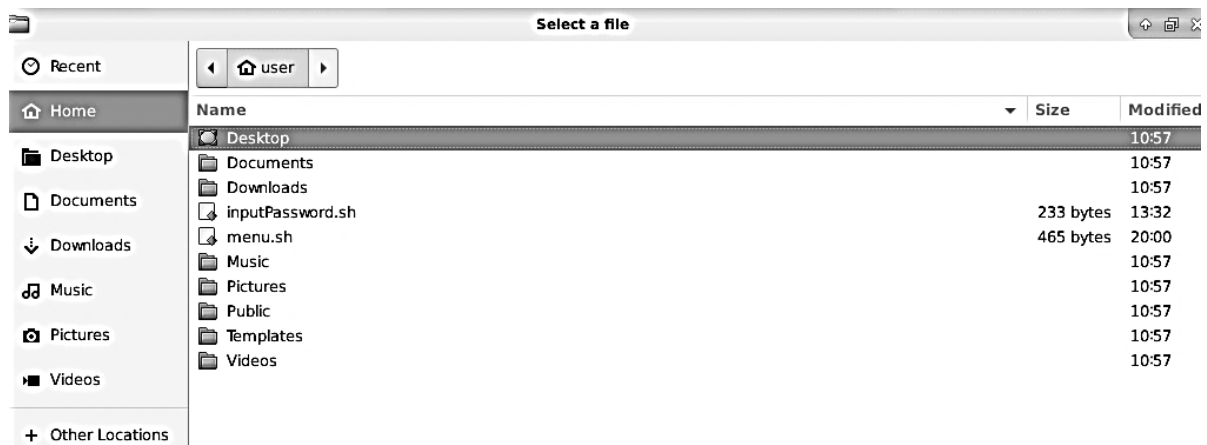 Select a file
Recent
Home
Desktop
Documents
Downloads
Music
Pictures
Videos
+ Other Locations
user
Name Size Modified
Desktop 10:57
Documents 10:57
Downloads 10:57
inputPassword.sh 233 bytes 13:32
menu.sh 465 bytes 20:00
Music 10:57
Pictures 10:57
Public 10:57
Templates 10:57
Videos 10:57